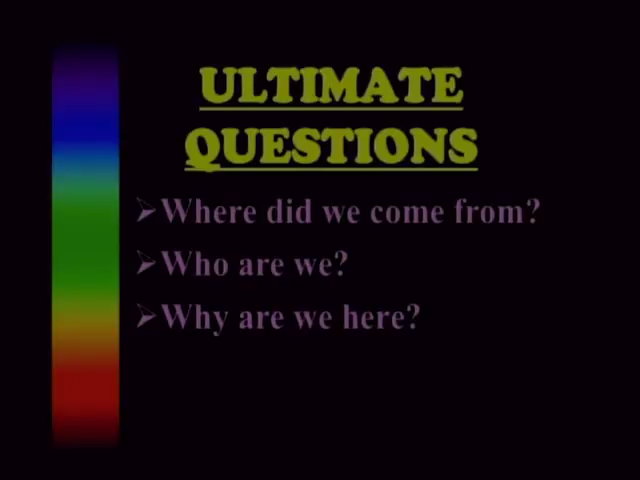 ULTIMATE
QUESTIONS
Where did we come from?
Who are we?
Why are we here?